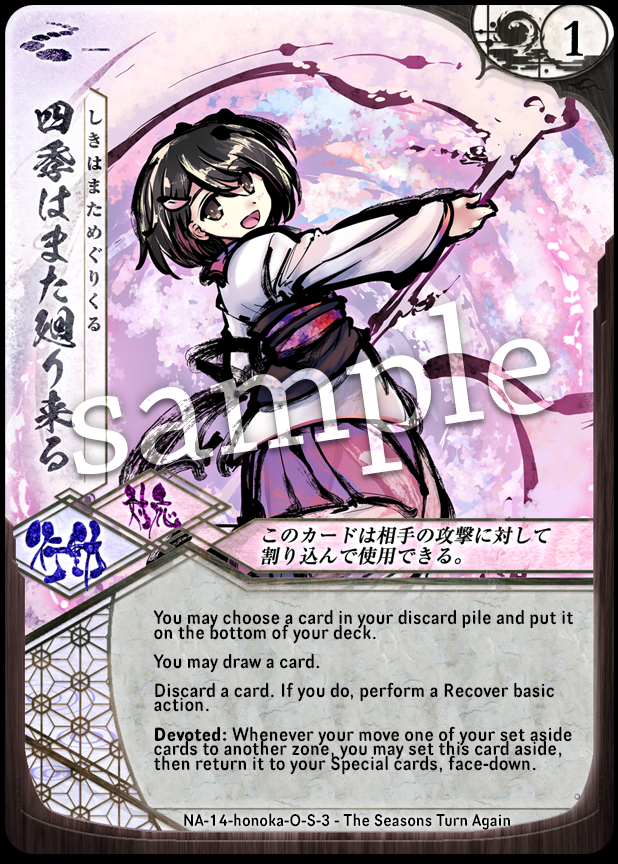 1
四季はまた廻り来る
しきはまためぐりくる
sample
対応
行動
このカードは相手の攻撃に対して
割り込んで使用できる。
You may choose a card in your discard pile and put it
on the bottom of your deck.
You may draw a card.
Discard a card. If you do, perform a Recover basic
action.
Devoted: Whenever your move one of your set aside
cards to another zone, you may set this card aside,
then return it to your Special cards, face-down.
NA-14-honoka-O-S-3 - The Seasons Turn Again